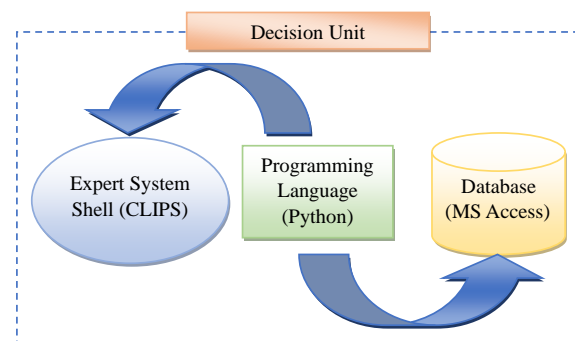 Decision Unit
Expert System
Shell (CLIPS)
Programming
Language
(Python)
Database
(MS Access)